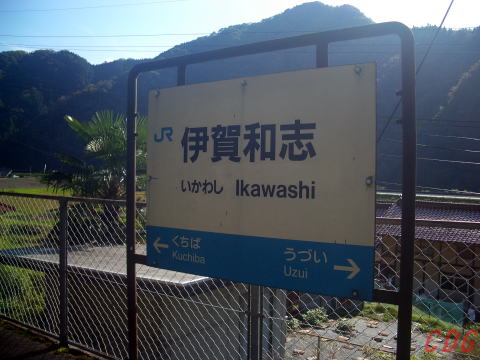 JR 伊賀和志
いかわし Ikawashi
← くちば うづい →
Kuchiba Uzui
CDG